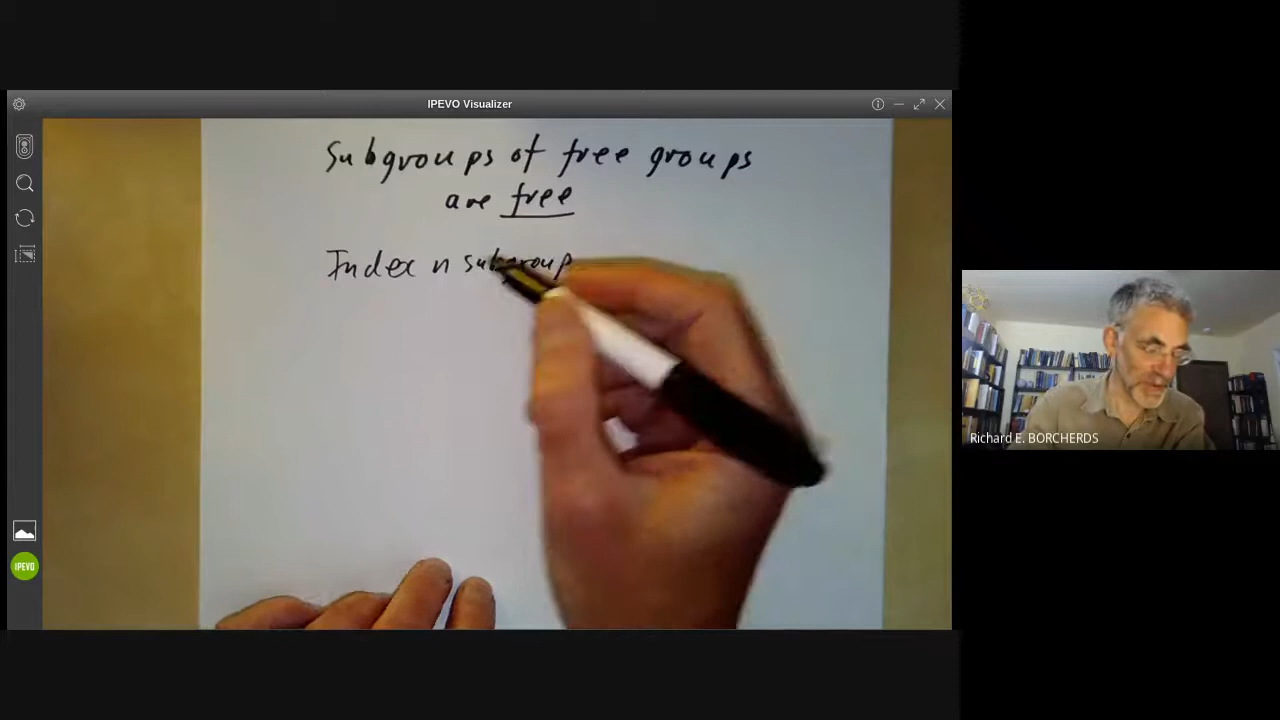 IPEVO Visualizer
Subgroups of free groups
are free
Index n subgroup
Richard E. BORCHERDS
IPEVO